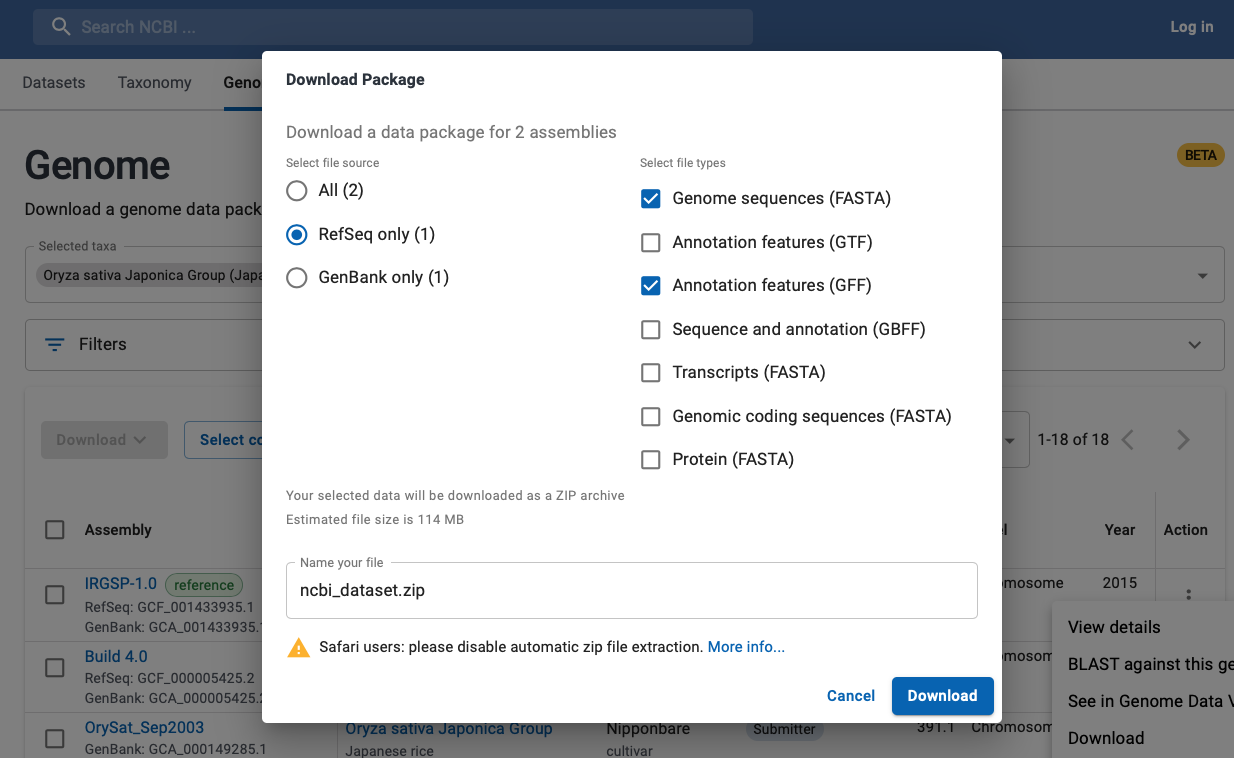 Search NCBI ...
Log in
Datasets
Taxonomy
Download Package
Download a data package for 2 assemblies
Select file source
All (2)
RefSeq only (1)
GenBank only (1)
Select file types
Genome sequences (FASTA)
Annotation features (GTF)
Annotation features (GFF)
Sequence and annotation (GBFF)
Transcripts (FASTA)
Genomic coding sequences (FASTA)
Protein (FASTA)
Your selected data will be downloaded as a ZIP archive
Estimated file size is 114 MB
Name your file
ncbi_dataset.zip
Safari users: please disable automatic zip file extraction. More info...
Cancel
Download
Genome
BETA
Download a genome data pack
Selected taxa
Oryza sativa Japonica Group (Japa
Filters
Download
Select co
1-18 of 18
Assembly
Year
Action
IRGSP-1.0 reference
RefSeq: GCF_001433935.1
GenBank: GCA_001433935.1
2015
Build 4.0
RefSeq: GCF_000005425.2
GenBank: GCA_000005425.2
OrySat_Sep2003
GenBank: GCA_000149285.1
Oryza sativa Japonica Group
Japanese rice
Nipponbare
cultivar
Submitter
391.1
Chromosom
View details
BLAST against this ge
See in Genome Data V
Download